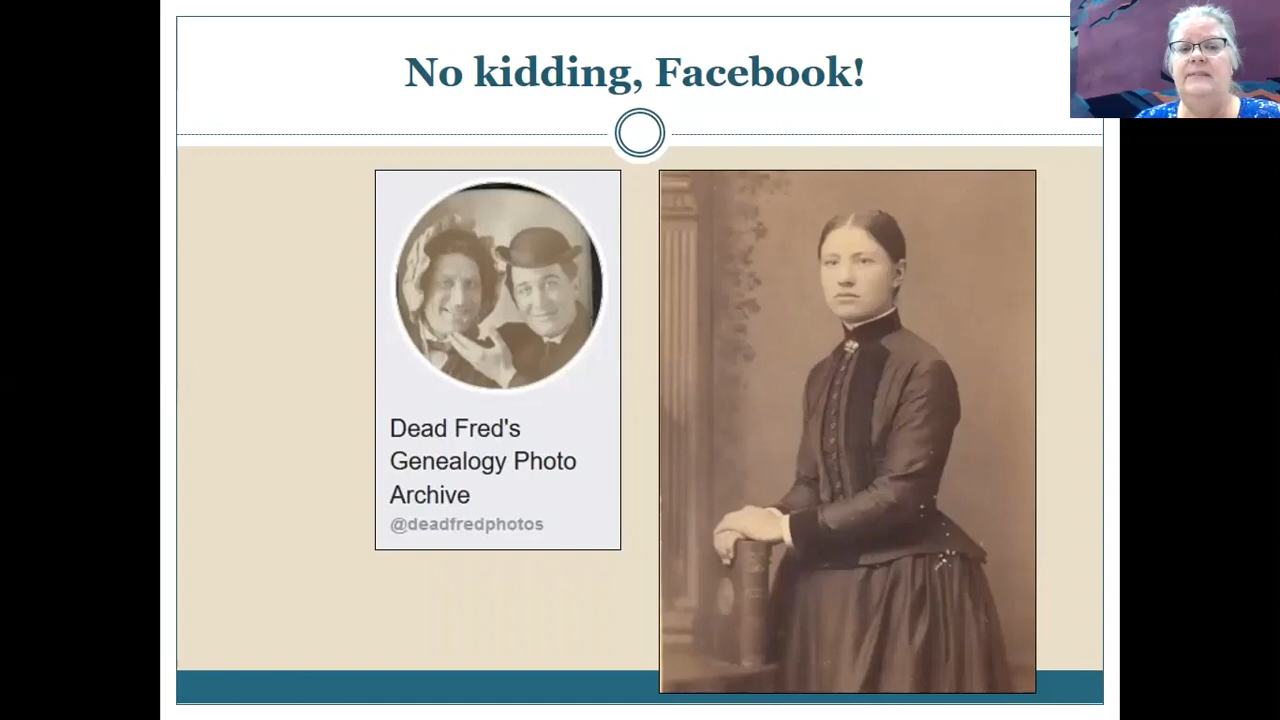 No kidding, Facebook!
Dead Fred's
Genealogy Photo
Archive
@deadfredphotos